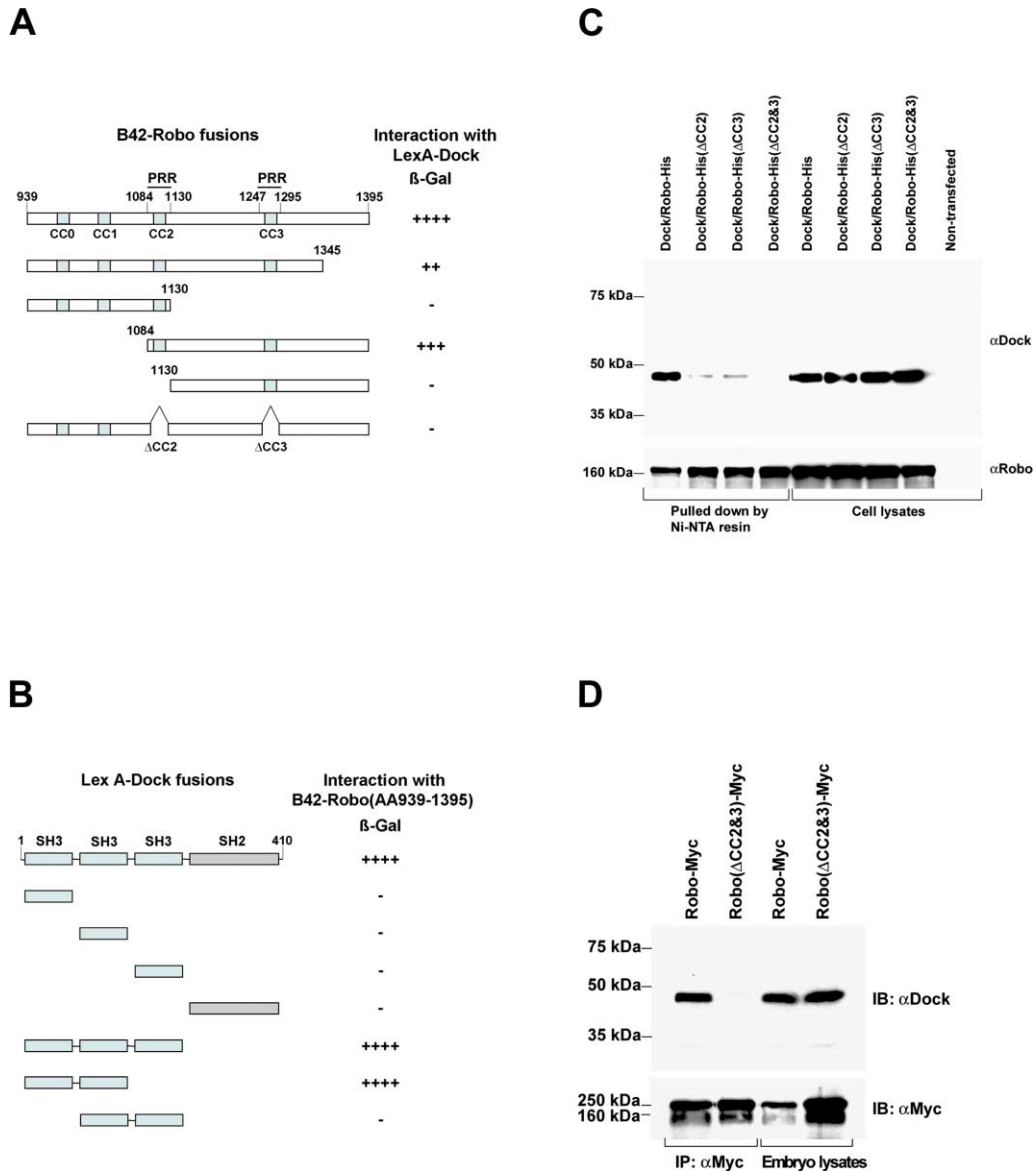 A
B42-Robo fusions
Interaction with
LexA-Dock
ß-Gal
PRR PRR
939 1084 1130 1247 1295 1395
++++
CC0 CC1 CC2 CC3
1345
++
1130
-
1084
+++
1130
-
-
ΔCC2 ΔCC3
B
Lex A-Dock fusions
Interaction with
B42-Robo(AA939-1395)
ß-Gal
1 SH3 SH3 SH3 SH2 410
++++
-
-
-
-
++++
++++
-
C
Dock/Robo-His
Dock/Robo-His(ΔCC2)
Dock/Robo-His(ΔCC3)
Dock/Robo-His(ΔCC2&3)
Dock/Robo-His
Dock/Robo-His(ΔCC2)
Dock/Robo-His(ΔCC3)
Dock/Robo-His(ΔCC2&3)
Non-transfected
75 kDa
αDock
50 kDa
35 kDa
160 kDa
αRobo
Pulled down by
Ni-NTA resin
Cell lysates
D
Robo-Myc
Robo(ΔCC2&3)-Myc
Robo-Myc
Robo(ΔCC2&3)-Myc
75 kDa
50 kDa
IB: αDock
35 kDa
250 kDa
160 kDa
IB: αMyc
IP: αMyc Embryo lysates